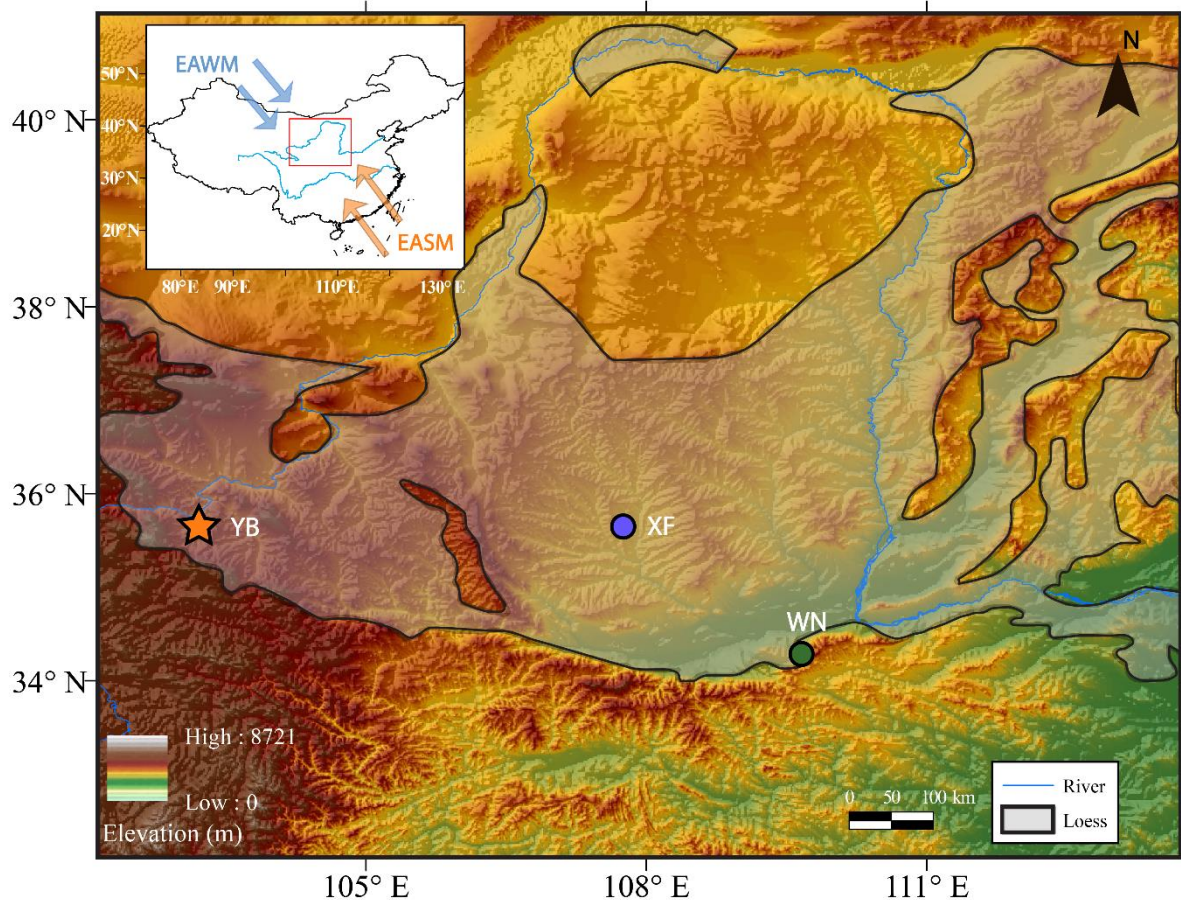 N
EAWM
50°N
40°N
30°N
20°N
EASM
80°E 90°E 110°E 130°E
40° N
38° N
36° N
34° N
YB
XF
WN
High : 8721
Low : 0
Elevation (m)
0 50 100 km
River
Loess
105° E 108° E 111° E